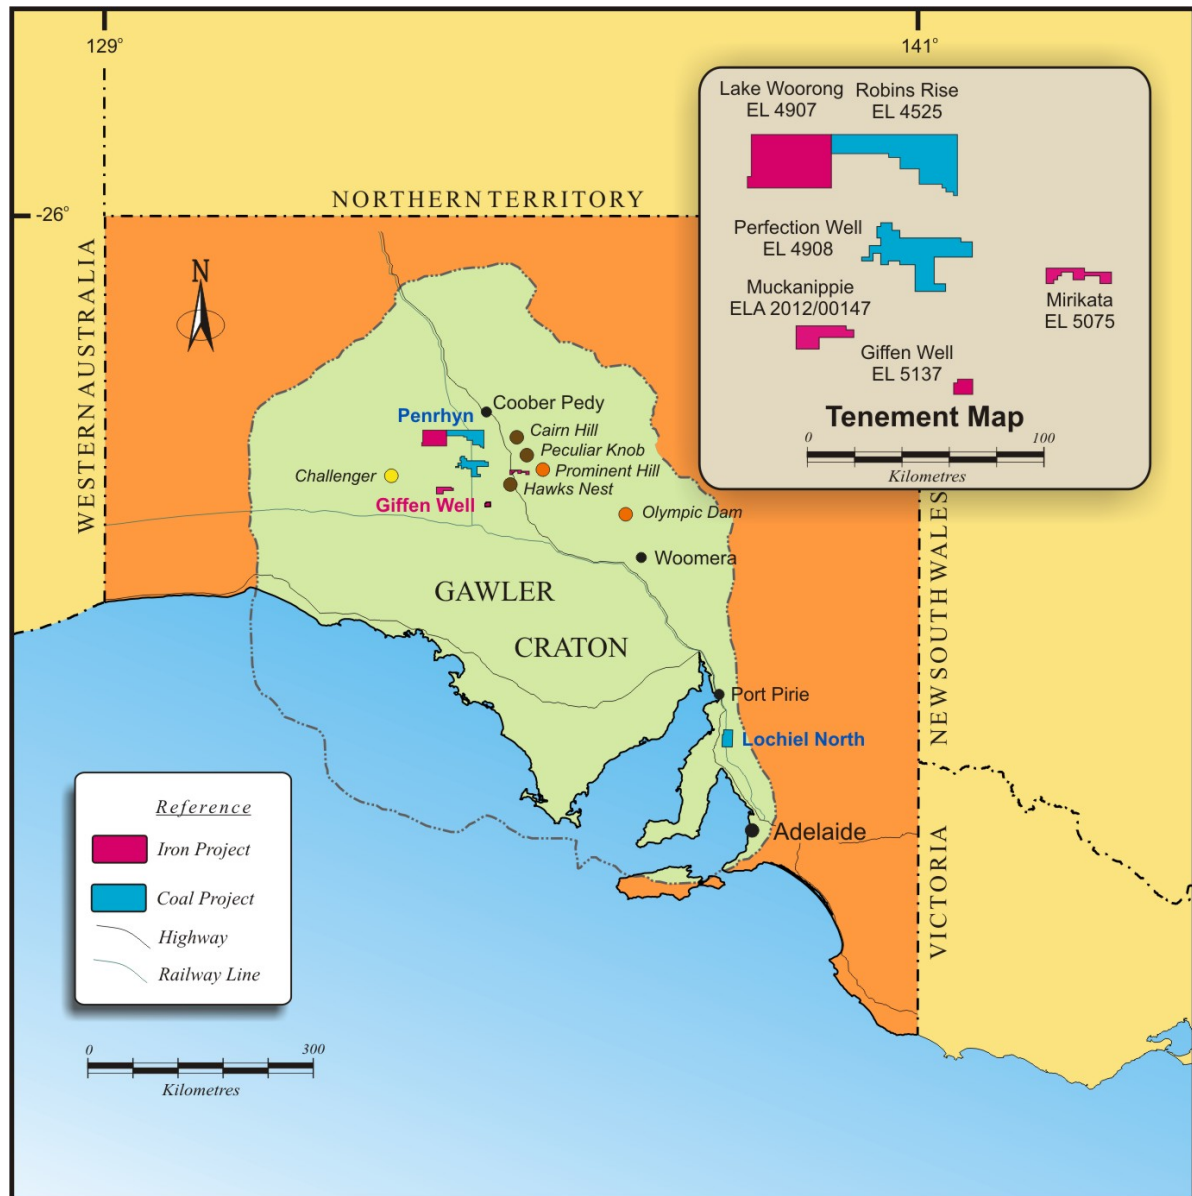 129°
141°
Lake Woorong
EL 4907
Robins Rise
EL 4525
-26°
NORTHERN TERRITORY
Perfection Well
EL 4908
Muckanippie
ELA 2012/00147
Mirikata
EL 5075
Giffen Well
EL 5137
Tenement Map
0
100
Kilometres
WESTERN AUSTRALIA
N
Coober Pedy
Penrhyn
Cairn Hill
Peculiar Knob
Challenger
Prominent Hill
Hawks Nest
Giffen Well
Olympic Dam
NEW SOUTH WALES
Woomera
GAWLER
CRATON
Port Pirie
Lochiel North
Adelaide
VICTORIA
Reference
Iron Project
Coal Project
Highway
Railway Line
0
300
Kilometres